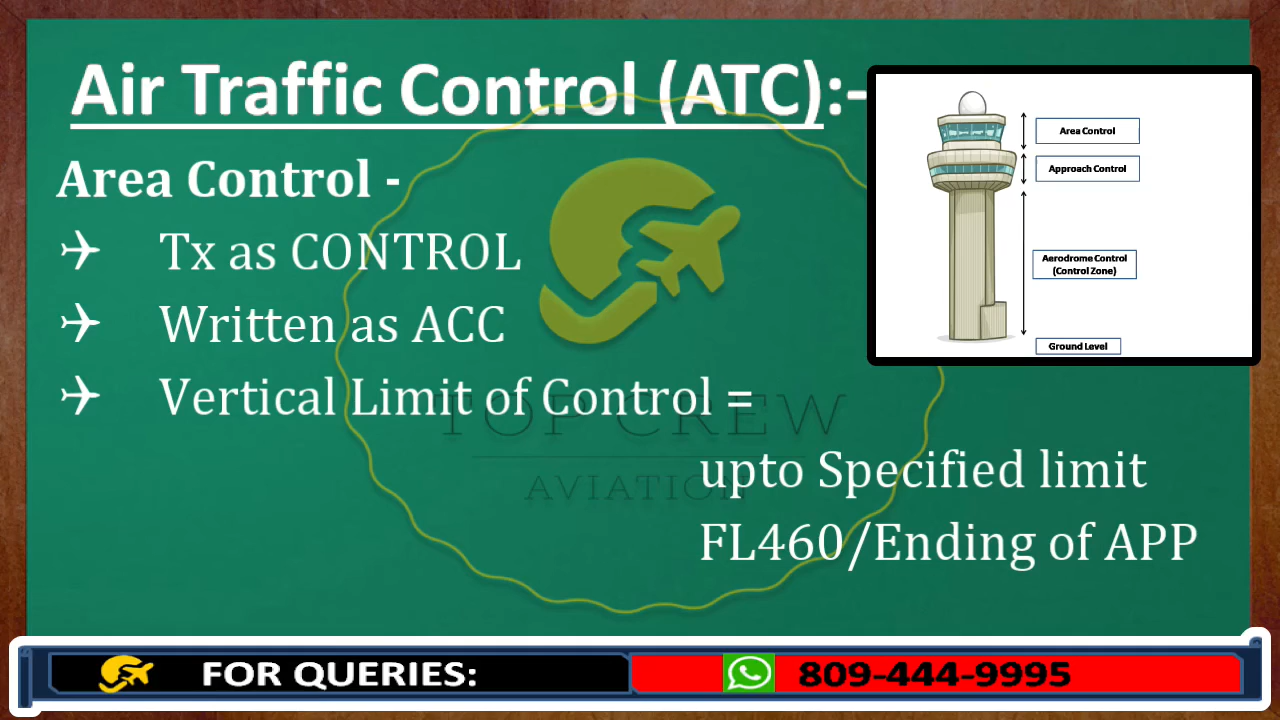 Air Traffic Control (ATC):-
Area Control -
Tx as CONTROL
Written as ACC
Vertical Limit of Control =
upto Specified limit
FL460/Ending of APP
Area Control
Approach Control
Aerodrome Control
(Control Zone)
Ground Level
TOP CREW
AVIATION
FOR QUERIES:
809-444-9995